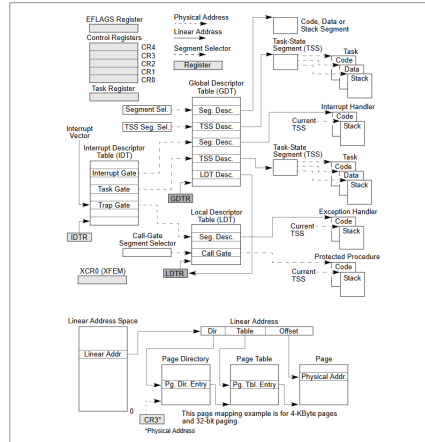 EFLAGS Register
Control Registers
CR4
CR3
CR2
CR1
CR0
Task Register
Physical Address
Linear Address
Segment Selector
Register
Code, Data or
Stack Segment
Task-State
Segment (TSS)
Task
Code
Data
Stack
Global Descriptor
Table (GDT)
Segment Sel.
Seg. Desc.
Interrupt Handler
Code
Stack
Current
TSS
Interrupt
Vector
TSS Seg. Sel.
TSS Desc.
Interrupt Descriptor
Table (IDT)
Seg. Desc.
Task-State
Segment (TSS)
Task
Code
Data
Stack
Interrupt Gate
TSS Desc.
Task Gate
LDT Desc.
Trap Gate
GDTR
Local Descriptor
Table (LDT)
Exception Handler
Code
Stack
Current
TSS
IDTR
Call-Gate
Segment Selector
Seg. Desc.
Call Gate
Protected Procedure
Code
Stack
Current
TSS
XCR0 (XFEM)
LDTR
Linear Address Space
Linear Address
Dir
Table
Offset
Linear Addr.
Page Directory
Page Table
Page
Physical Addr.
Pg. Dir. Entry
Pg. Tbl. Entry
0
CR3*
This page mapping example is for 4-KByte pages
and 32-bit paging.
*Physical Address